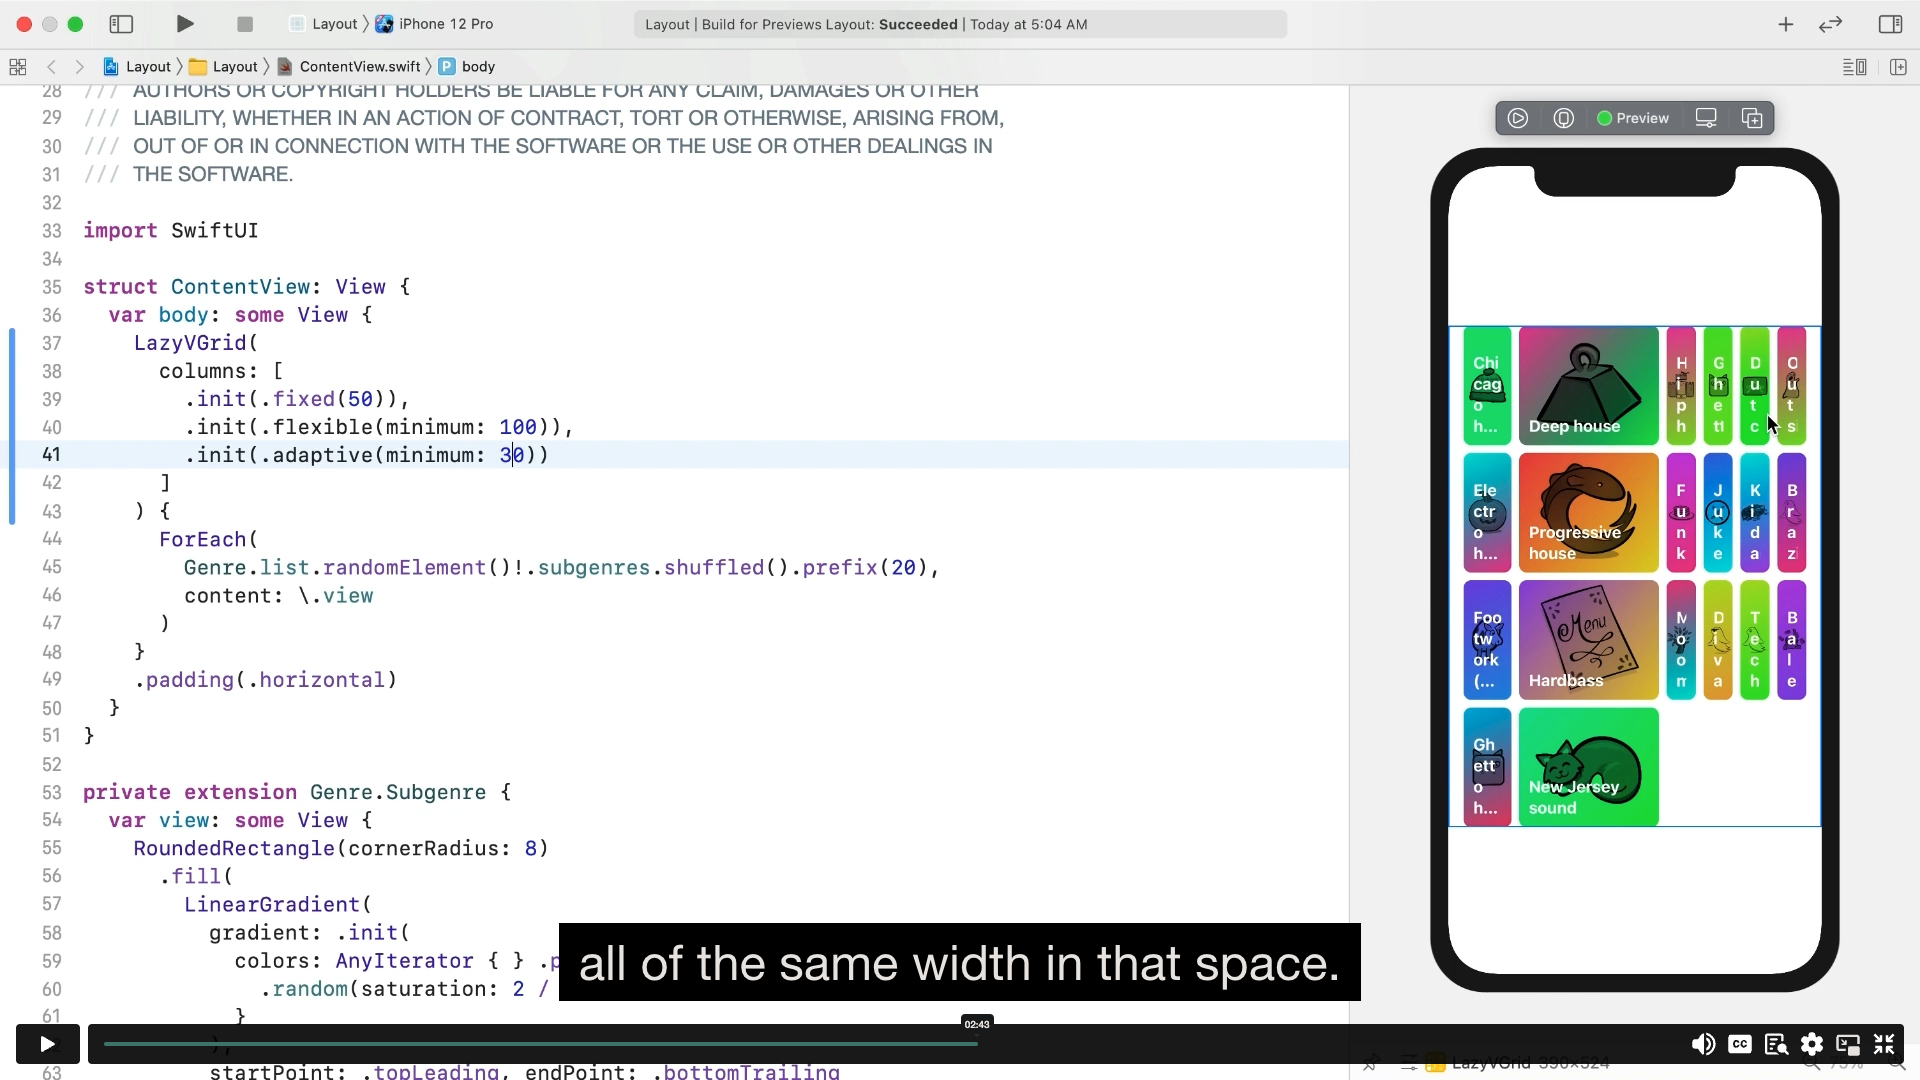 Layout 〉 iPhone 12 Pro
Layout | Build for Previews Layout: Succeeded | Today at 5:04 AM
Layout 〉 Layout 〉 ContentView.swift 〉 P body
28 /// AUTHORS OR COPYRIGHT HOLDERS BE LIABLE FOR ANY CLAIM, DAMAGES OR OTHER
29 /// LIABILITY, WHETHER IN AN ACTION OF CONTRACT, TORT OR OTHERWISE, ARISING FROM,
30 /// OUT OF OR IN CONNECTION WITH THE SOFTWARE OR THE USE OR OTHER DEALINGS IN
31 /// THE SOFTWARE.
32
33 import SwiftUI
34
35 struct ContentView: View {
36 var body: some View {
37 LazyVGrid(
38 columns: [
39 .init(.fixed(50)),
40 .init(.flexible(minimum: 100)),
41 .init(.adaptive(minimum: 30))
42 ]
43 ) {
44 ForEach(
45 Genre.list.randomElement()!.subgenres.shuffled().prefix(20),
46 content: \.view
47 )
48 }
49 .padding(.horizontal)
50 }
51 }
52
53 private extension Genre.Subgenre {
54 var view: some View {
55 RoundedRectangle(cornerRadius: 8)
56 .fill(
57 LinearGradient(
58 gradient: .init(
59 colors: AnyIterator { } .p
60 .random(saturation: 2 /
61 }
),
63 startPoint: .topLeading, endPoint: .bottomTrailing
Preview
Chi
cag
o
h...
Deep house
H
i
p
h
G
h
e
t
D
u
t
c
O
u
t
s
Ele
ctr
o
h...
Progressive
house
F
u
n
k
J
u
k
e
K
i
d
a
B
r
a
z
Foo
tw
ork
(...
Menu
Hardbass
M
o
o
m
D
i
v
a
T
e
c
h
B
a
l
e
Gh
ett
o
h...
New Jersey
sound
all of the same width in that space.
02:43
CC
LazyVGrid 390×524
75%